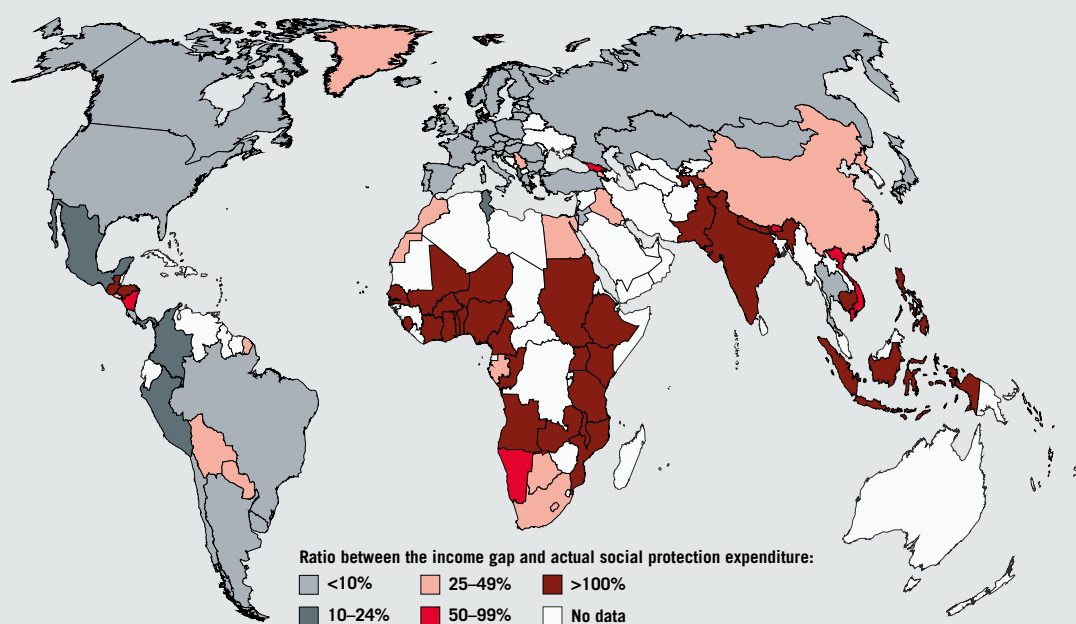 Ratio between the income gap and actual social protection expenditure:
<10% 25–49% >100%
10–24% 50–99% No data